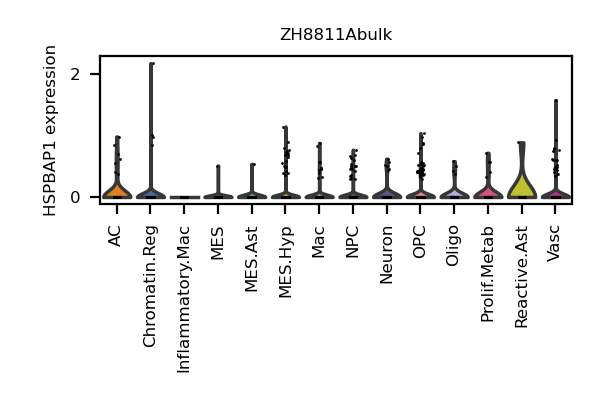 ZH8811Abulk
HSPBAP1 expression
2
0
AC
Chromatin.Reg
Inflammatory.Mac
MES
MES.Ast
MES.Hyp
Mac
NPC
Neuron
OPC
Oligo
Prolif.Metab
Reactive.Ast
Vasc